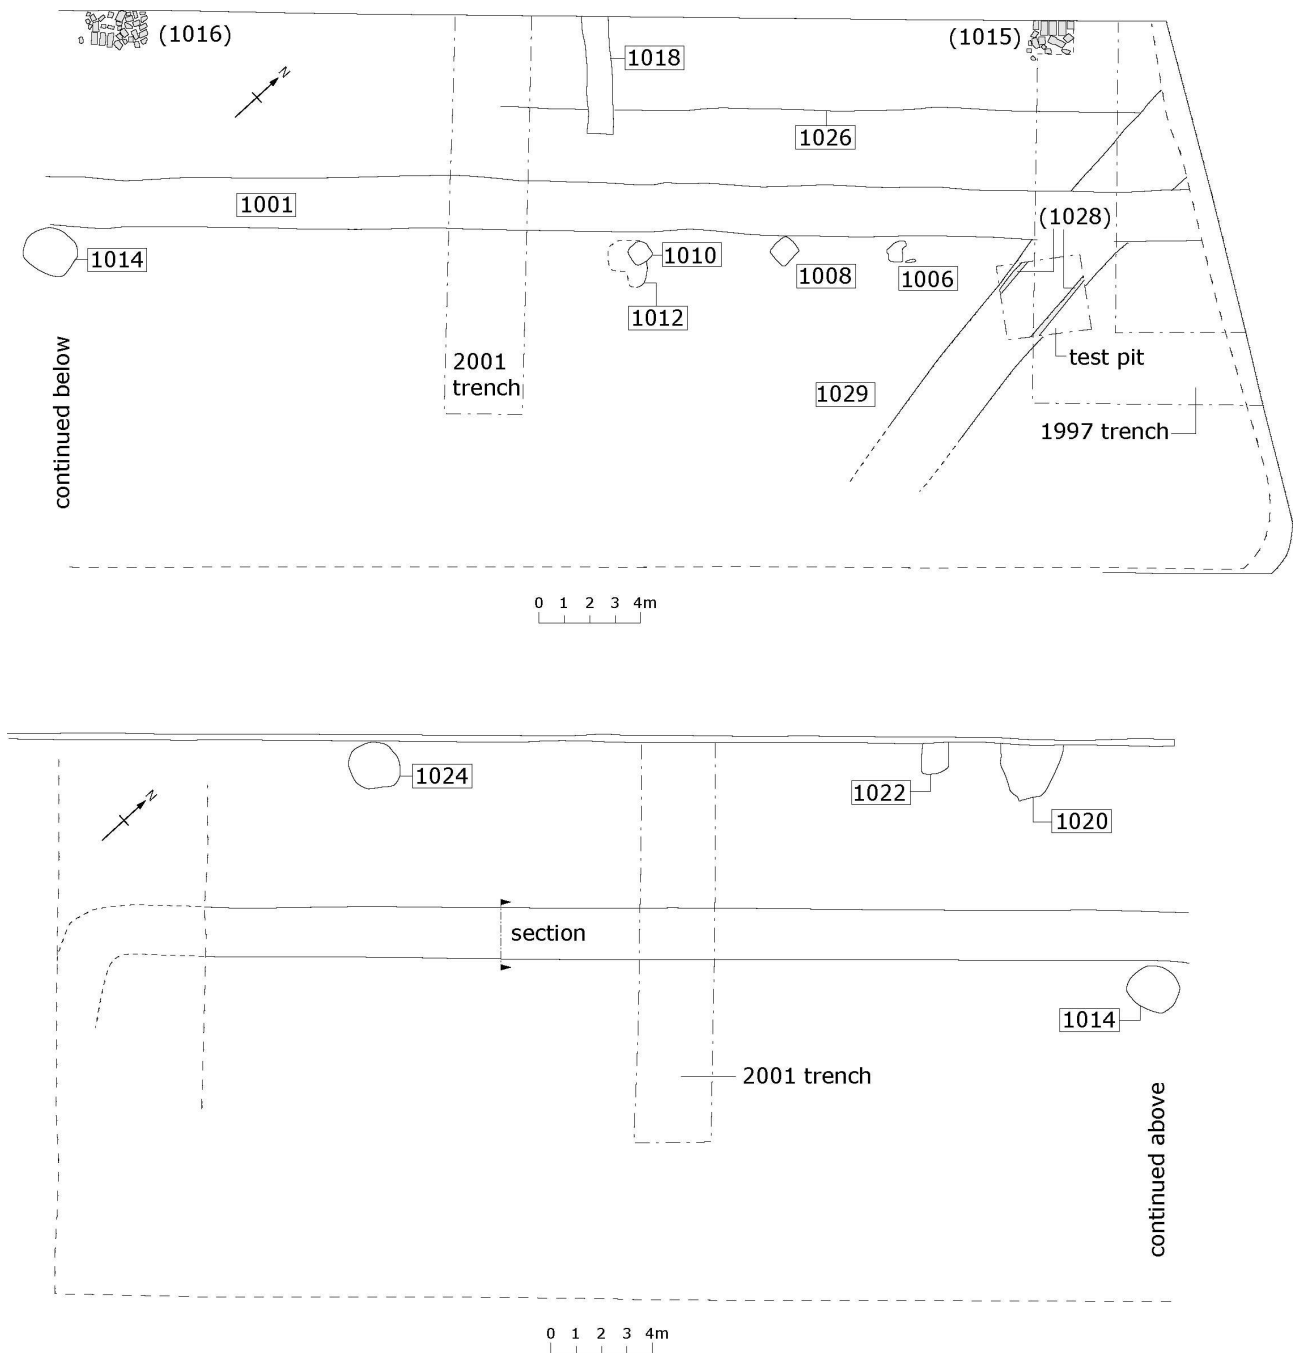 (1016)
1018
(1015)
N
1026
1001
(1028)
1014
1010
1008
1006
1012
test pit
2001
trench
1029
continued below
1997 trench
0 1 2 3 4m
1024
1022
1020
N
section
1014
2001 trench
continued above
0 1 2 3 4m